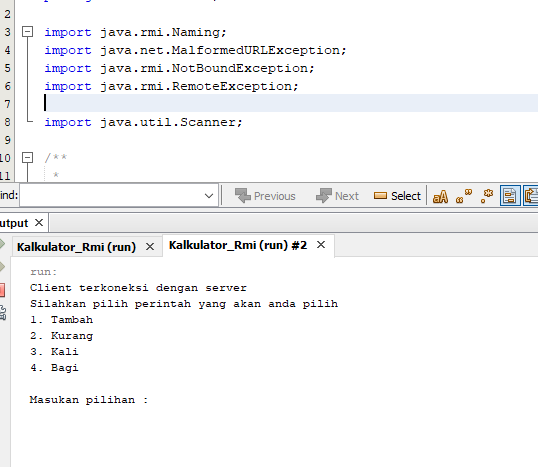 2
3 import java.rmi.Naming;
4 import java.net.MalformedURLException;
5 import java.rmi.NotBoundException;
6 import java.rmi.RemoteException;
7
8 import java.util.Scanner;
9
10 /**
11 *
ind: Previous Next Select aA
utput ×
Kalkulator_Rmi (run) × Kalkulator_Rmi (run) #2 ×
run:
Client terkoneksi dengan server
Silahkan pilih perintah yang akan anda pilih
1. Tambah
2. Kurang
3. Kali
4. Bagi
Masukan pilihan :